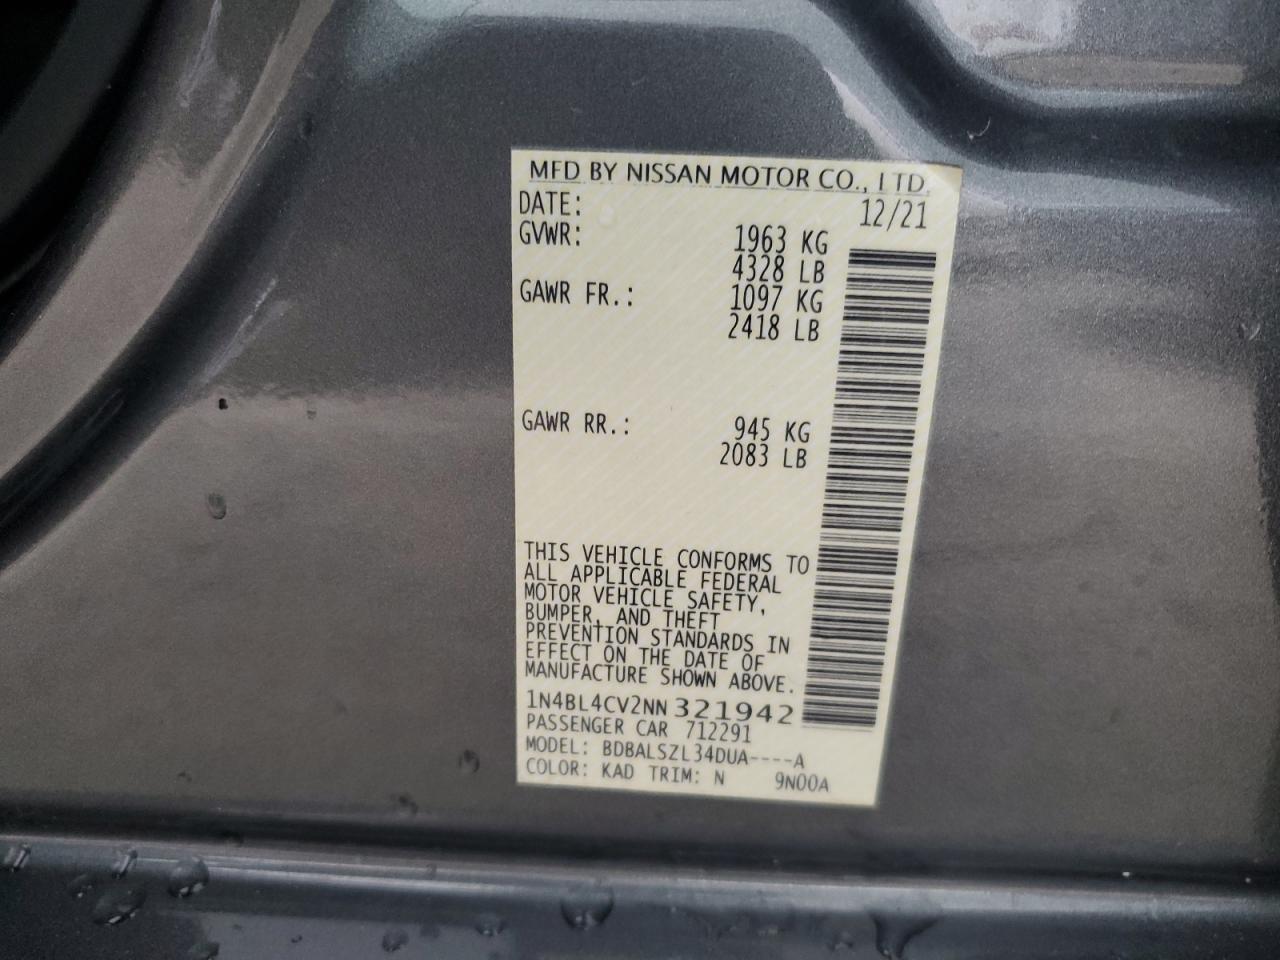 MFD BY NISSAN MOTOR CO., LTD.
DATE: 12/21
GVWR: 1963 KG
4328 LB
GAWR FR.: 1097 KG
2418 LB
GAWR RR.: 945 KG
2083 LB
THIS VEHICLE CONFORMS TO
ALL APPLICABLE FEDERAL
MOTOR VEHICLE SAFETY,
BUMPER, AND THEFT
PREVENTION STANDARDS IN
EFFECT ON THE DATE OF
MANUFACTURE SHOWN ABOVE.
1N4BL4CV2NN321942
PASSENGER CAR 712291
MODEL: BDBALSZL34DUA----A
COLOR: KAD TRIM: N 9N00A